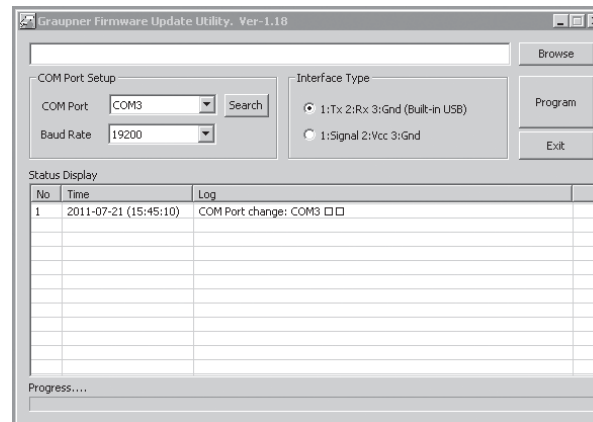 Graupner Firmware Update Utility. Ver-1.18
Browse
COM Port Setup
Interface Type
COM Port COM3 Search
1:Tx 2:Rx 3:Gnd (Built-in USB)
Program
Baud Rate 19200
1:Signal 2:Vcc 3:Gnd
Exit
Status Display
No Time Log
1 2011-07-21 (15:45:10) COM Port change: COM3 □□
Progress....